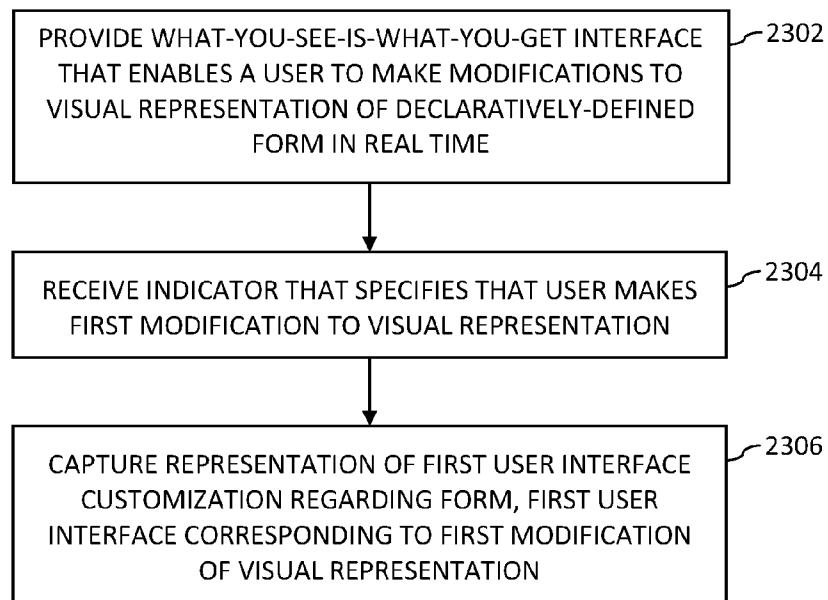 PROVIDE WHAT-YOU-SEE-IS-WHAT-YOU-GET INTERFACE
THAT ENABLES A USER TO MAKE MODIFICATIONS TO
VISUAL REPRESENTATION OF DECLARATIVELY-DEFINED
FORM IN REAL TIME
2302
RECEIVE INDICATOR THAT SPECIFIES THAT USER MAKES
FIRST MODIFICATION TO VISUAL REPRESENTATION
2304
CAPTURE REPRESENTATION OF FIRST USER INTERFACE
CUSTOMIZATION REGARDING FORM, FIRST USER
INTERFACE CORRESPONDING TO FIRST MODIFICATION
OF VISUAL REPRESENTATION
2306